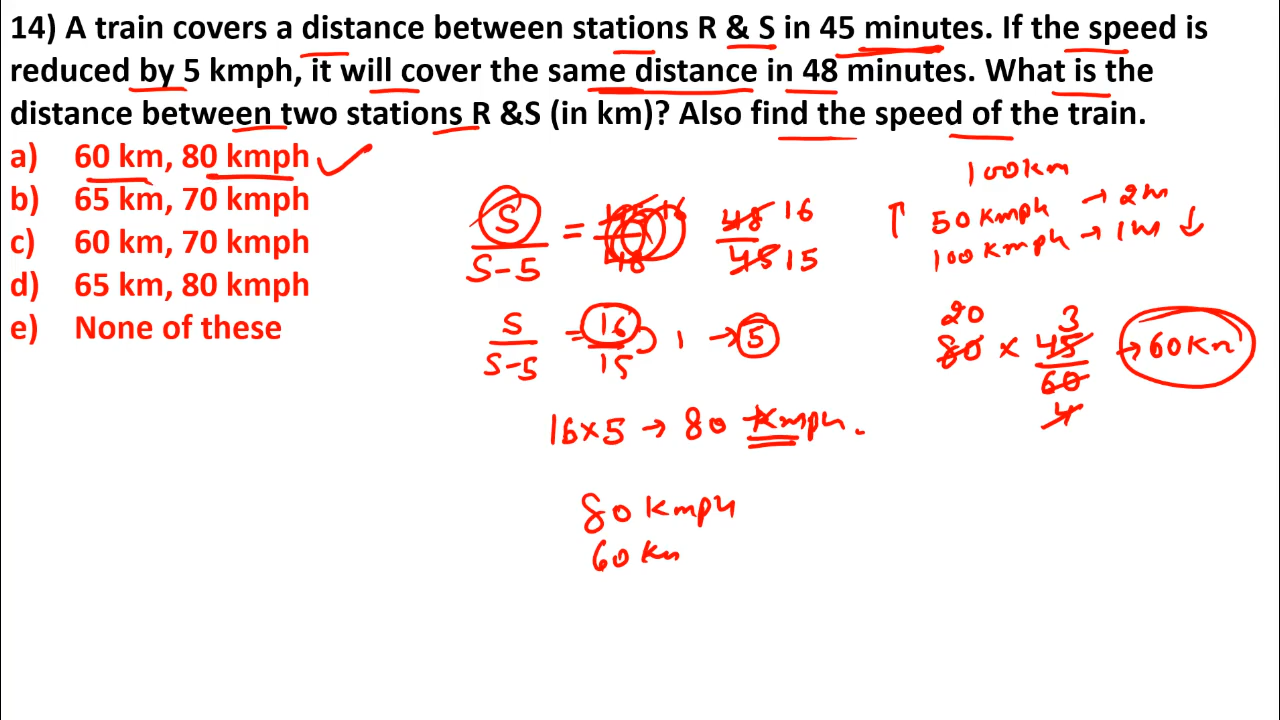 14) A train covers a distance between stations R & S in 45 minutes. If the speed is
reduced by 5 kmph, it will cover the same distance in 48 minutes. What is the
distance between two stations R &S (in km)? Also find the speed of the train.
a) 60 km, 80 kmph ✓
b) 65 km, 70 kmph
c) 60 km, 70 kmph
d) 65 km, 80 kmph
e) None of these
100km
↑ 50 kmph → 2hr
100 kmph → 1hr ↓
S/S-5 = 48/45 16/15
S/S-5 = 16/15 1 → 5
16x5 → 80 kmph.
20 3
80 x 45/60 → 60 Km
4
80 kmph
60 km